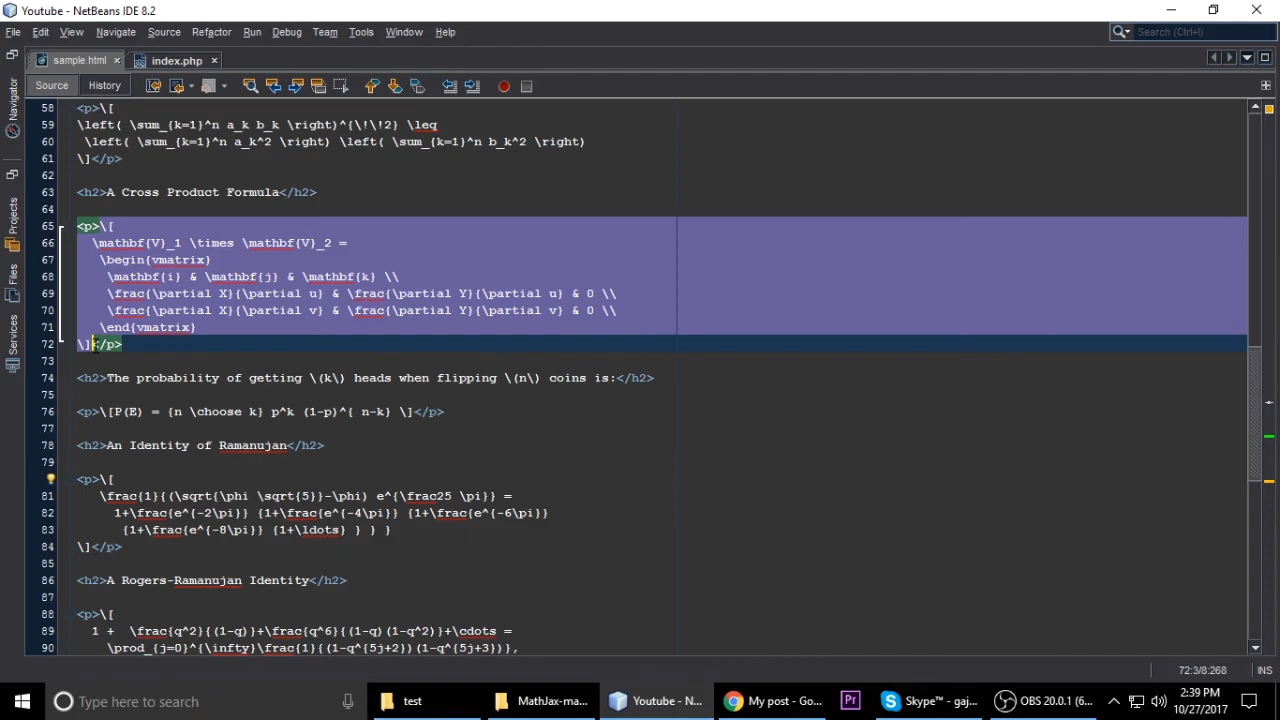 Youtube - NetBeans IDE 8.2
File Edit View Navigate Source Refactor Run Debug Team Tools Window Help
Search (Ctrl+I)
sample.html index.php
Source History
Navigator
Projects
Files
Services
58 <p>\[
59 \left( \sum_{k=1}^n a_k b_k \right)^{\!\!2} \leq
60 \left( \sum_{k=1}^n a_k^2 \right) \left( \sum_{k=1}^n b_k^2 \right)
61 \]</p>
62
63 <h2>A Cross Product Formula</h2>
64
65 <p>\[
66 \mathbf{V}_1 \times \mathbf{V}_2 =
67 \begin{vmatrix}
68 \mathbf{i} & \mathbf{j} & \mathbf{k} \\
69 \frac{\partial X}{\partial u} & \frac{\partial Y}{\partial u} & 0 \\
70 \frac{\partial X}{\partial v} & \frac{\partial Y}{\partial v} & 0 \\
71 \end{vmatrix}
72 \]</p>
73
74 <h2>The probability of getting \(k\) heads when flipping \(n\) coins is:</h2>
75
76 <p>\[P(E) = {n \choose k} p^k (1-p)^{ n-k} \]</p>
77
78 <h2>An Identity of Ramanujan</h2>
79
<p>\[
81 \frac{1}{(\sqrt{\phi \sqrt{5}}-\phi) e^{\frac25 \pi}} =
82 1+\frac{e^{-2\pi}} {1+\frac{e^{-4\pi}} {1+\frac{e^{-6\pi}}
83 {1+\frac{e^{-8\pi}} {1+\ldots} } } }
84 \]</p>
85
86 <h2>A Rogers-Ramanujan Identity</h2>
87
88 <p>\[
89 1 + \frac{q^2}{(1-q)}+\frac{q^6}{(1-q)(1-q^2)}+\cdots =
90 \prod_{j=0}^{\infty}\frac{1}{(1-q^{5j+2})(1-q^{5j+3})},
72:3/8:268 INS
Type here to search
test
MathJax-ma...
Youtube - N...
My post - Go...
Pr
Skype™ - gaj...
OBS 20.0.1 (6...
2:39 PM
10/27/2017